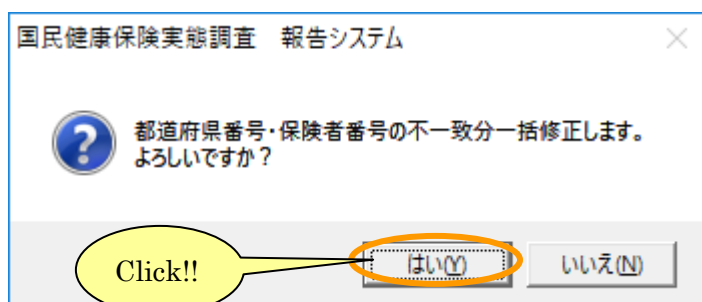 国民健康保険実態調査　報告システム
都道府県番号・保険者番号の不一致分一括修正します。
よろしいですか？
Click!!
はい(Y)
いいえ(N)